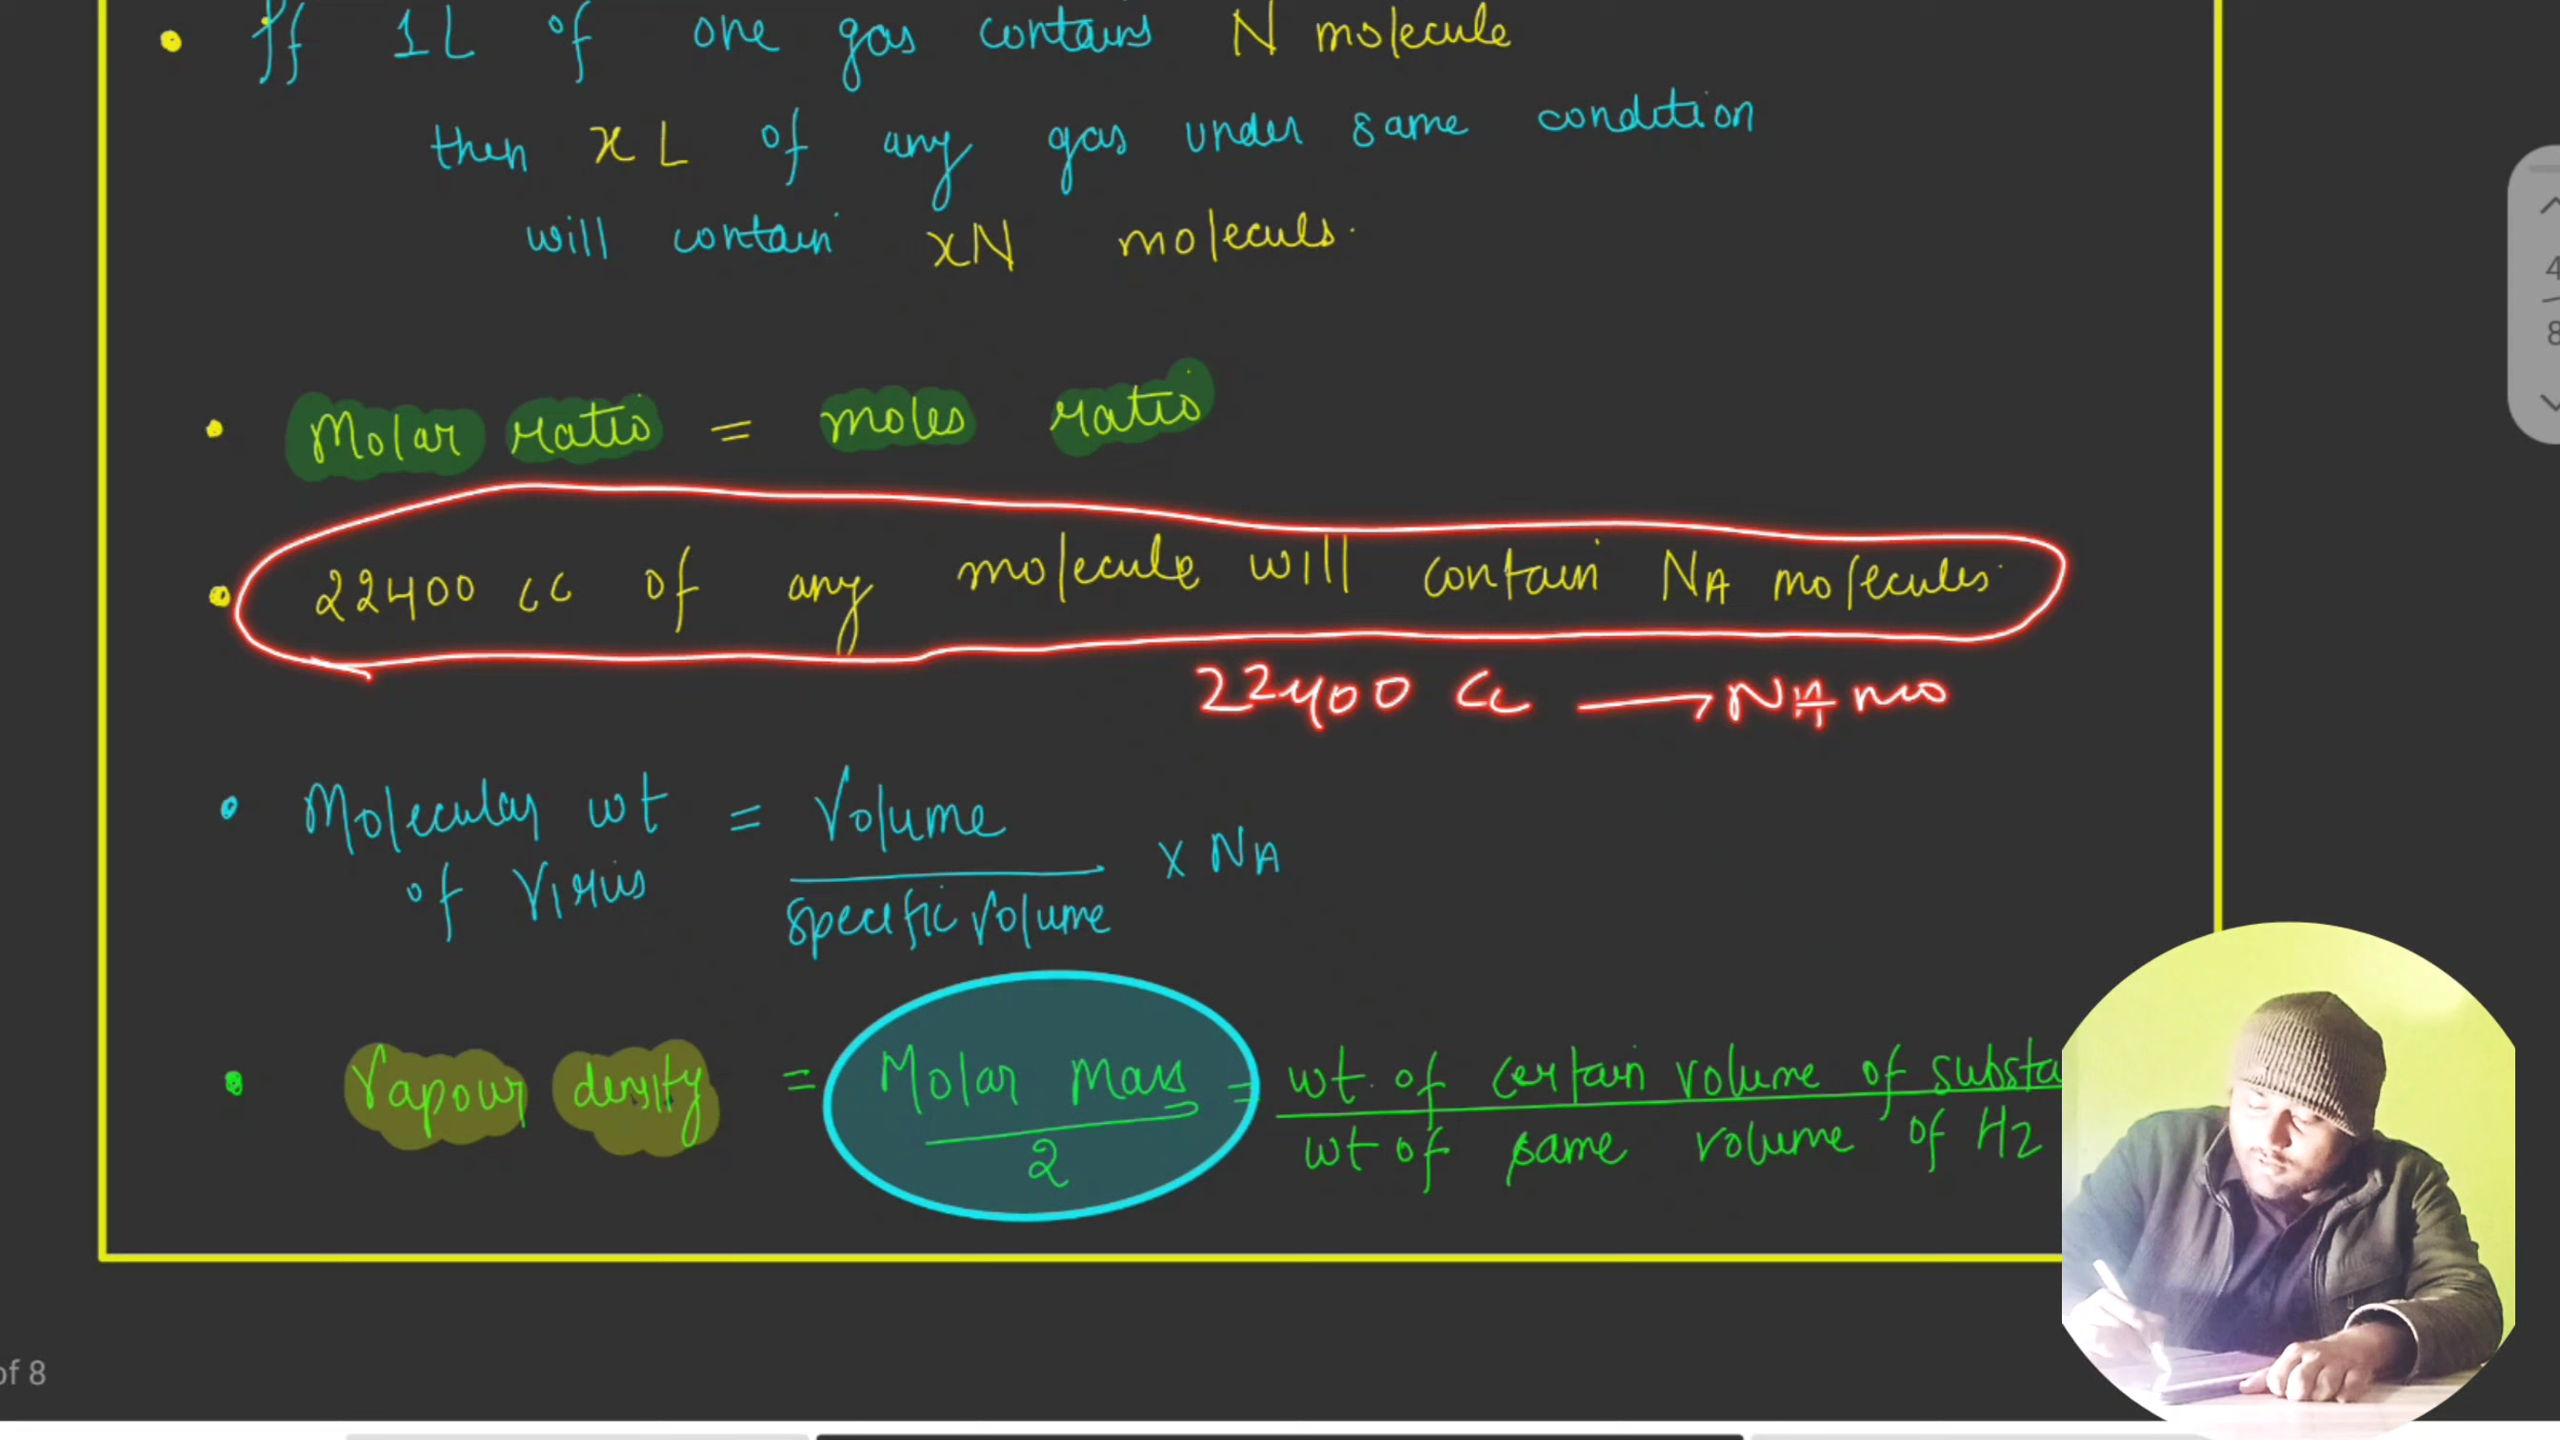 If 1L of one gas contains N molecule
then x L of any gas under same condition
will contain xN molecules.
Molar ratio = moles ratio
22400 cc of any molecule will contain NA molecules.
22400 cc → NA mo
Molecular wt of Virus = Volume / specific volume x NA
Vapour density = Molar Mass / 2 = wt. of certain volume of substa / wt of same volume of H2
4
8
of 8